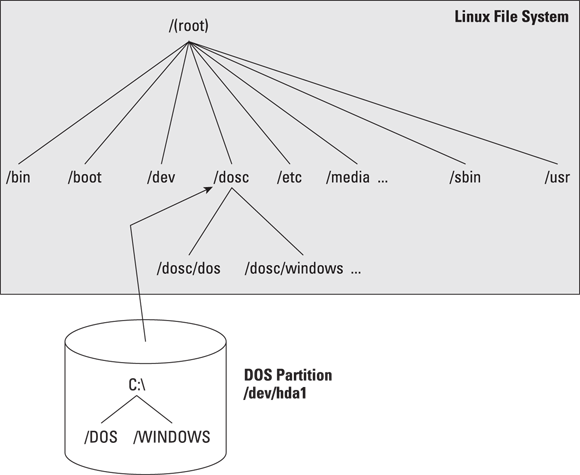 Linux File System
/(root)
/bin /boot /dev /dosc /etc /media ... /sbin /usr
/dosc/dos /dosc/windows ...
C:\
/DOS /WINDOWS
DOS Partition
/dev/hda1